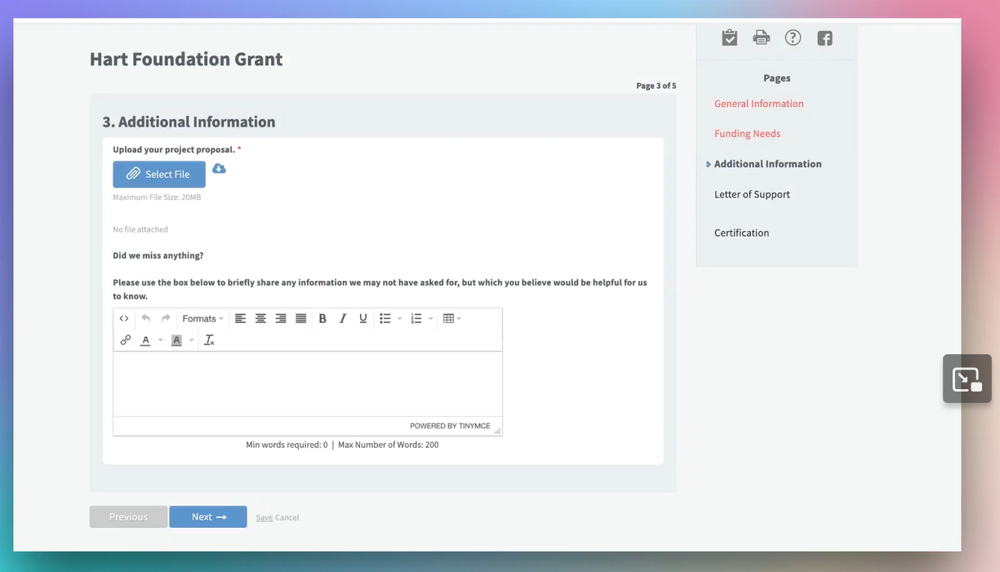 Hart Foundation Grant
Page 3 of 5
3. Additional Information
Upload your project proposal. *
Select File
Maximum File Size: 20MB
No file attached
Did we miss anything?
Please use the box below to briefly share any information we may not have asked for, but which you believe would be helpful for us
to know.
Formats
B I U
A A
POWERED BY TINYMCE
Min words required: 0 | Max Number of Words: 200
Previous
Next
Save Cancel
Pages
General Information
Funding Needs
Additional Information
Letter of Support
Certification